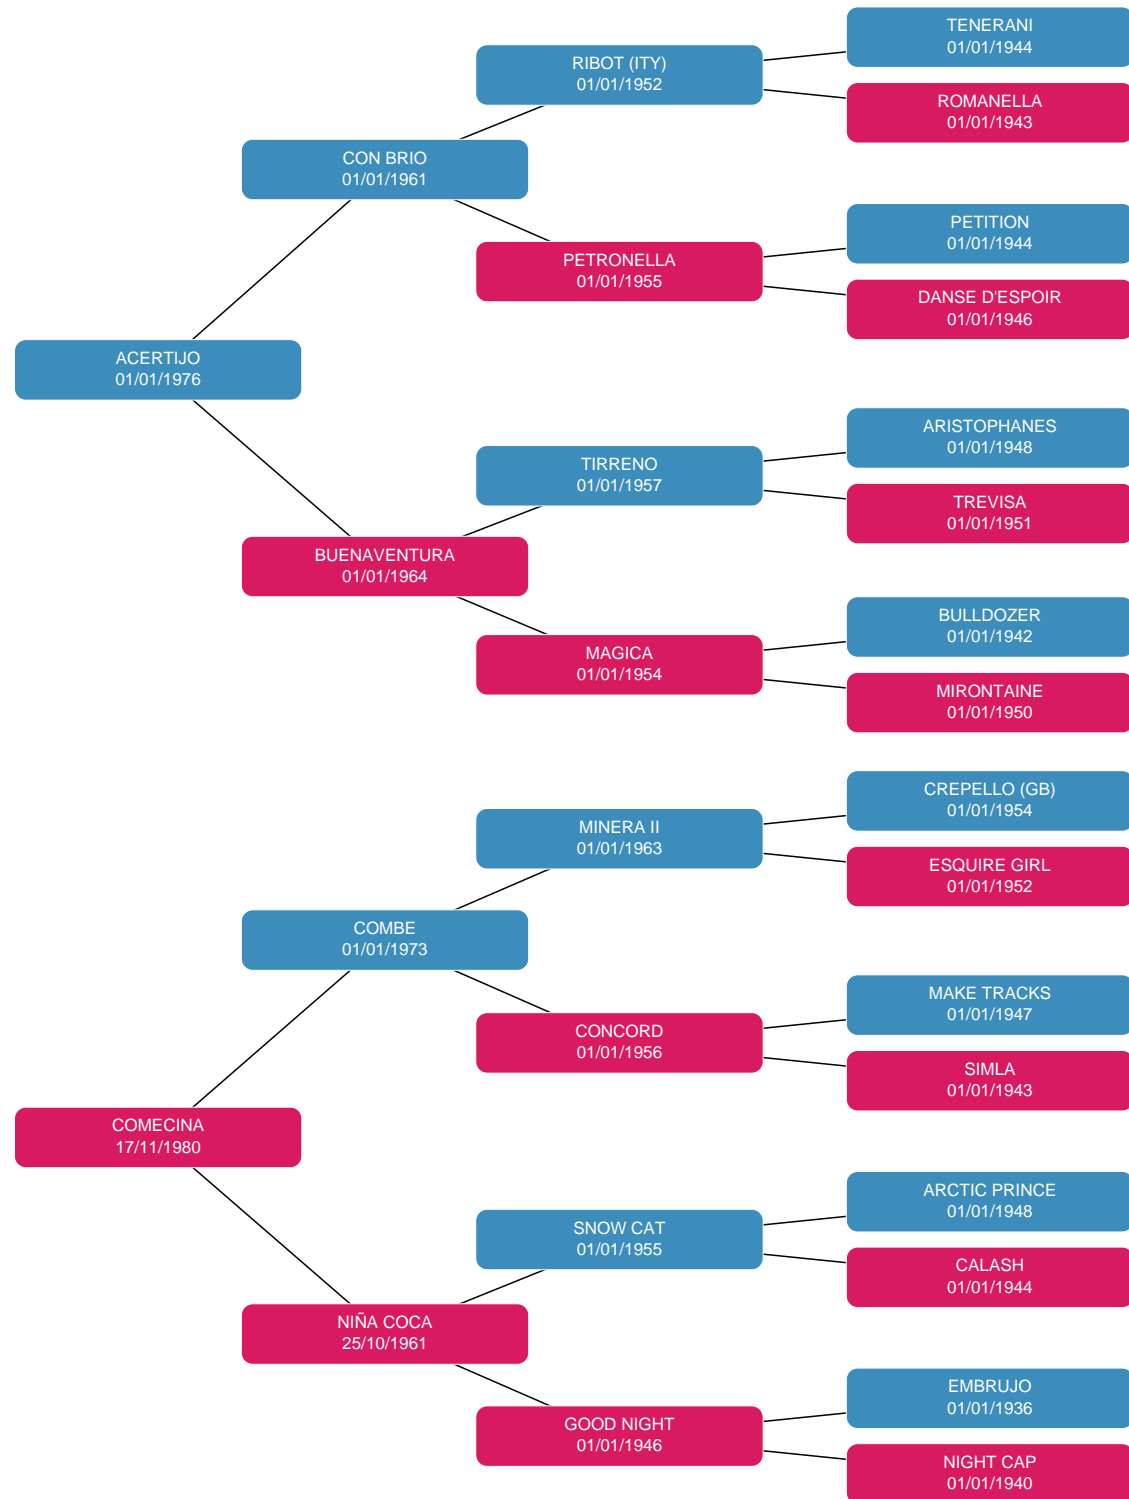 TENERANI
01/01/1944
RIBOT (ITY)
01/01/1952
ROMANELLA
01/01/1943
CON BRIO
01/01/1961
PETITION
01/01/1944
PETRONELLA
01/01/1955
DANSE D'ESPOIR
01/01/1946
ACERTIJO
01/01/1976
ARISTOPHANES
01/01/1948
TIRRENO
01/01/1957
TREVISA
01/01/1951
BUENAVENTURA
01/01/1964
BULLDOZER
01/01/1942
MAGICA
01/01/1954
MIRONTAINE
01/01/1950
CREPELLO (GB)
01/01/1954
MINERA II
01/01/1963
ESQUIRE GIRL
01/01/1952
COMBE
01/01/1973
MAKE TRACKS
01/01/1947
CONCORD
01/01/1956
SIMLA
01/01/1943
COMECINA
17/11/1980
ARCTIC PRINCE
01/01/1948
SNOW CAT
01/01/1955
CALASH
01/01/1944
NIÑA COCA
25/10/1961
EMBRUJO
01/01/1936
GOOD NIGHT
01/01/1946
NIGHT CAP
01/01/1940